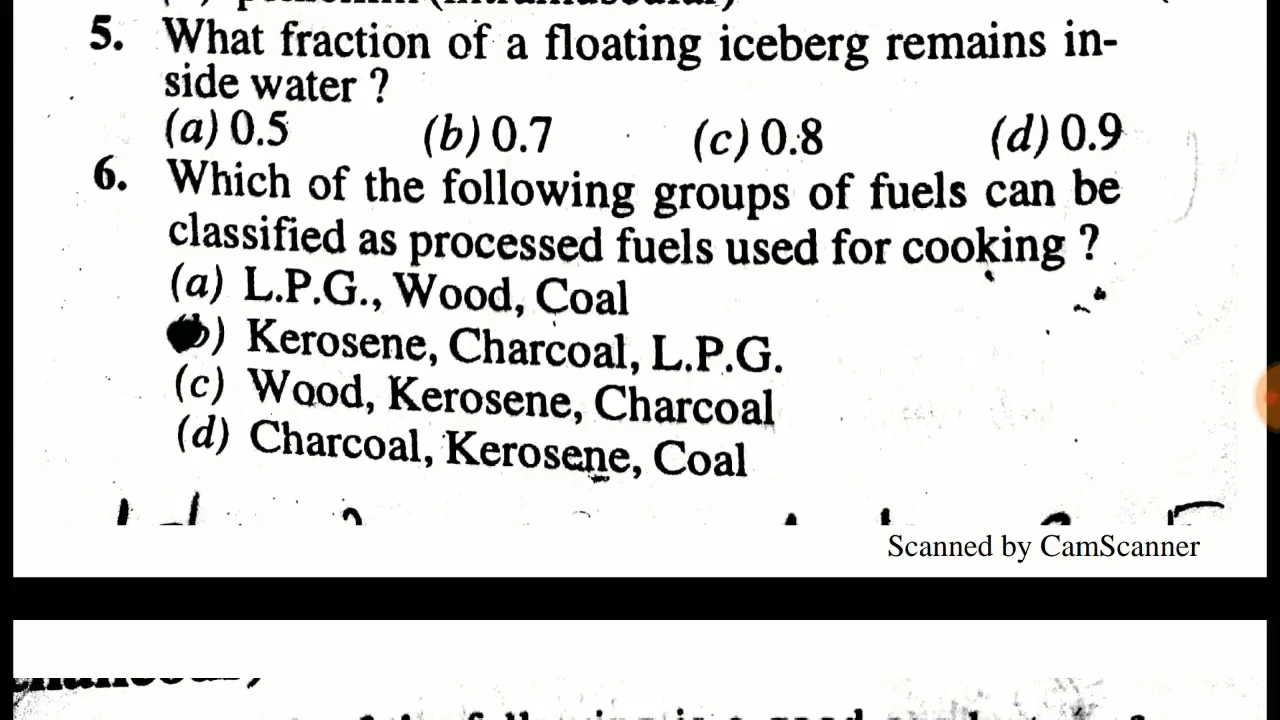 5. What fraction of a floating iceberg remains in-
side water ?
(a) 0.5 (b) 0.7 (c) 0.8 (d) 0.9
6. Which of the following groups of fuels can be
classified as processed fuels used for cooking ?
(a) L.P.G., Wood, Coal
) Kerosene, Charcoal, L.P.G.
(c) Wood, Kerosene, Charcoal
(d) Charcoal, Kerosene, Coal
Scanned by CamScanner